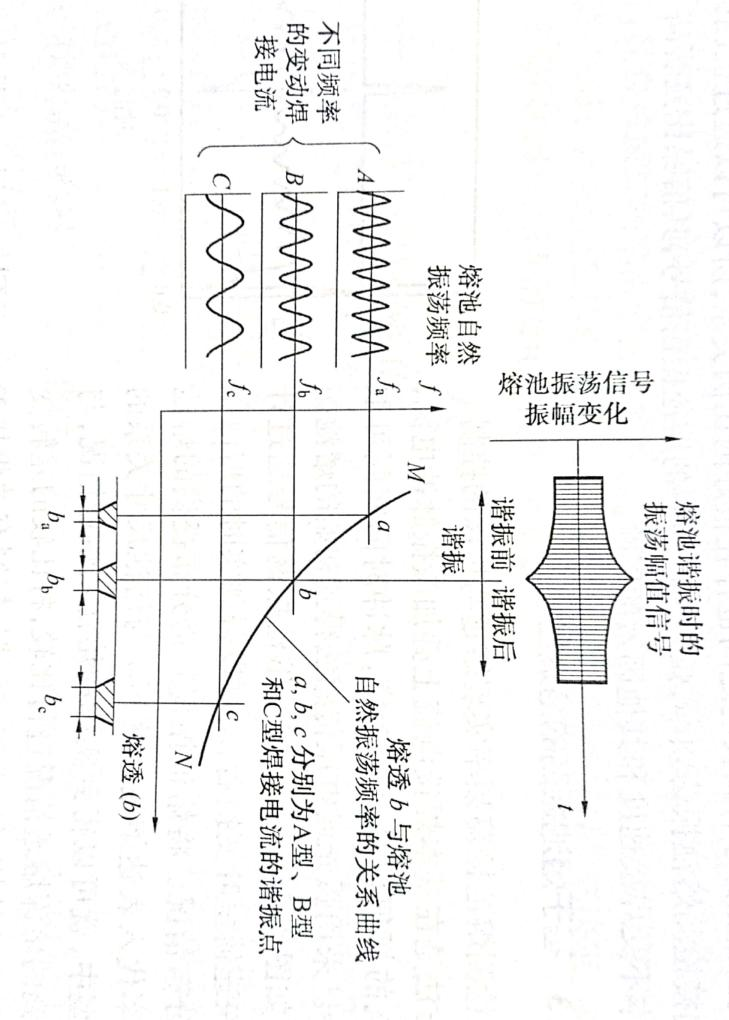 不同频率
的变动焊
接电流
A
B
C
熔池自然
振荡频率
f
fa
fb
fc
熔池振荡信号
振幅变化
熔池谐振时的
振荡幅值信号
t
谐振前 谐振后
谐振
M
a
b
c
N
熔透 b 与熔池
自然振荡频率的关系曲线
a, b, c 分别为A型、B型
和C型焊接电流的谐振点
熔透 (b)
ba
bb
bc